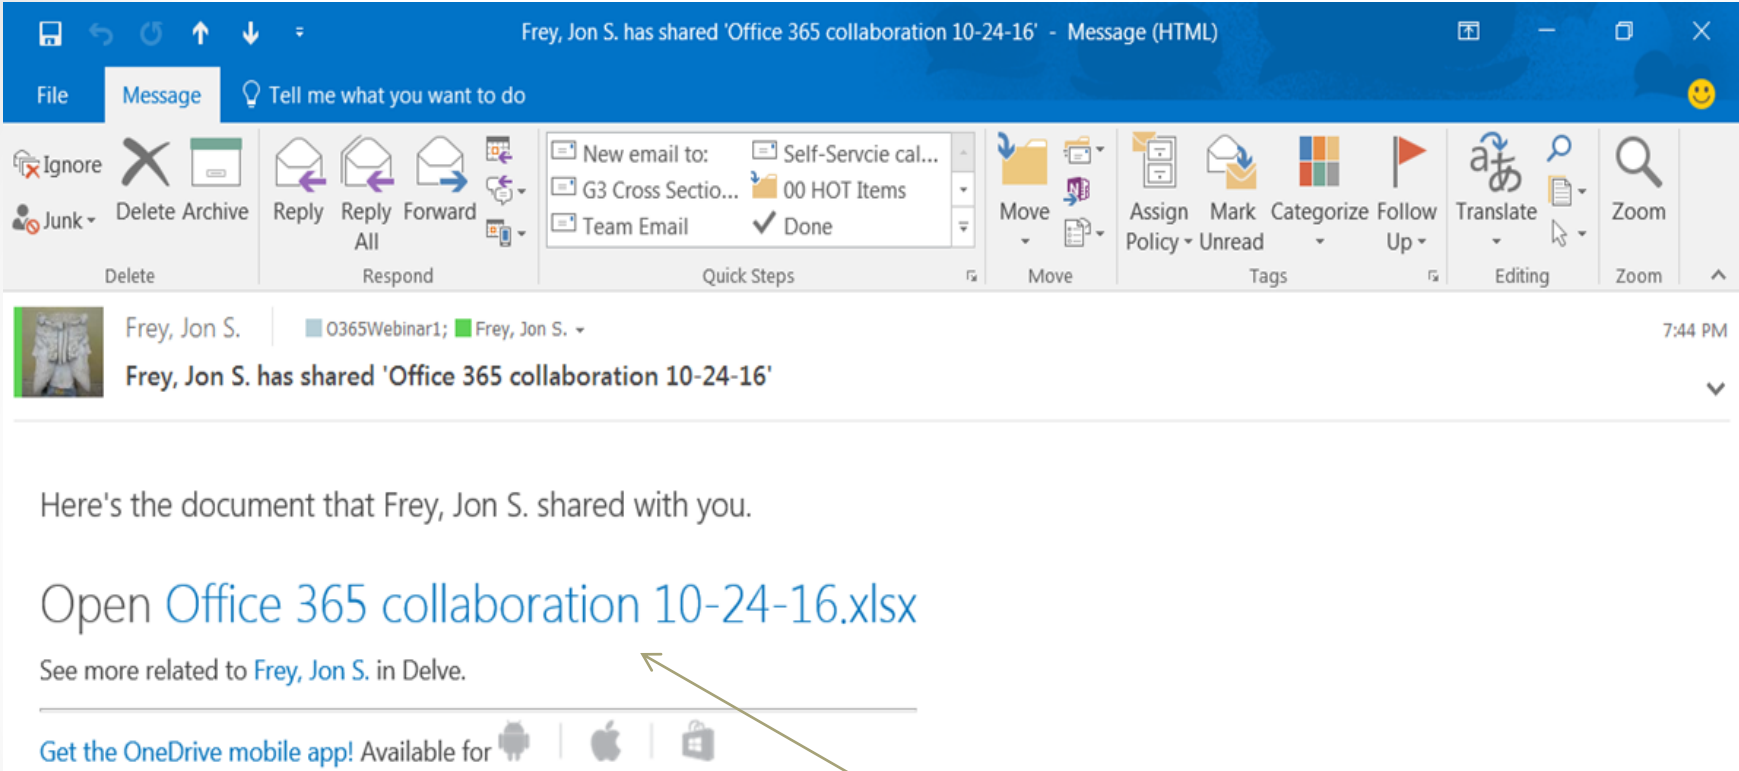 Frey, Jon S. has shared 'Office 365 collaboration 10-24-16' - Message (HTML)
File Message Tell me what you want to do
Ignore
Junk
Delete Archive
Reply Reply All Forward
New email to: Self-Servcie cal...
G3 Cross Sectio... 00 HOT Items
Team Email Done
Move
Assign Policy Mark Unread Categorize Follow Up
Translate
Zoom
Delete Respond Quick Steps Move Tags Editing Zoom
Frey, Jon S. O365Webinar1; Frey, Jon S. 7:44 PM
Frey, Jon S. has shared 'Office 365 collaboration 10-24-16'
Here's the document that Frey, Jon S. shared with you.
Open Office 365 collaboration 10-24-16.xlsx
See more related to Frey, Jon S. in Delve.
Get the OneDrive mobile app! Available for